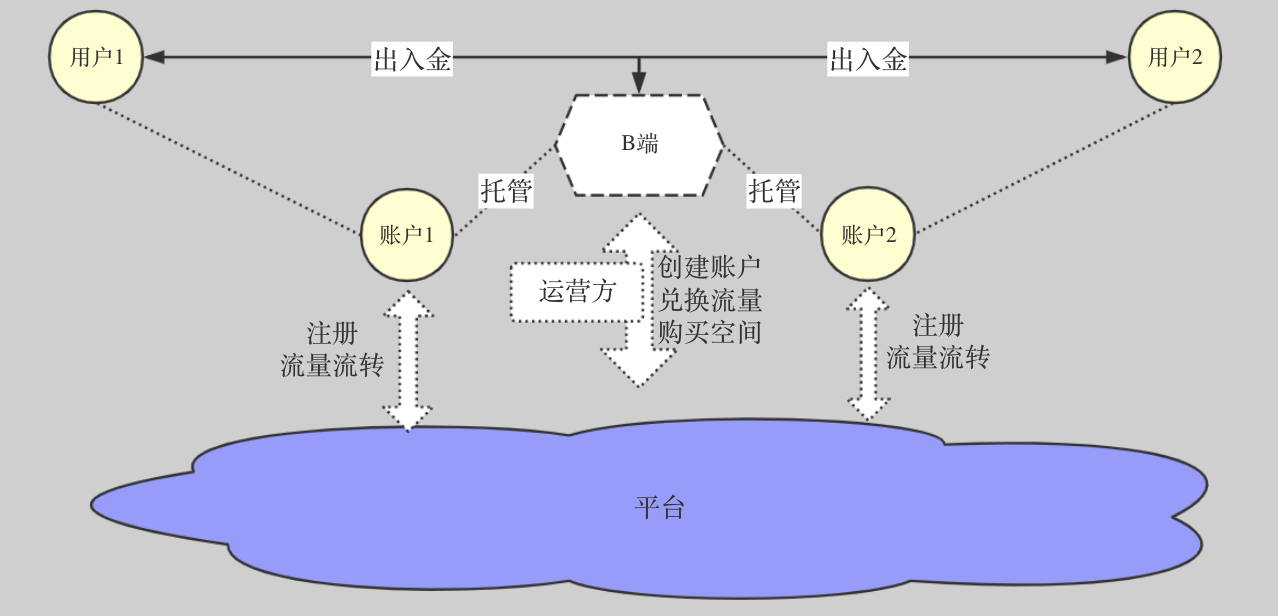 用户1
出入金
出入金
用户2
B端
托管
托管
账户1
账户2
运营方
创建账户
兑换流量
购买空间
注册
流量流转
注册
流量流转
平台